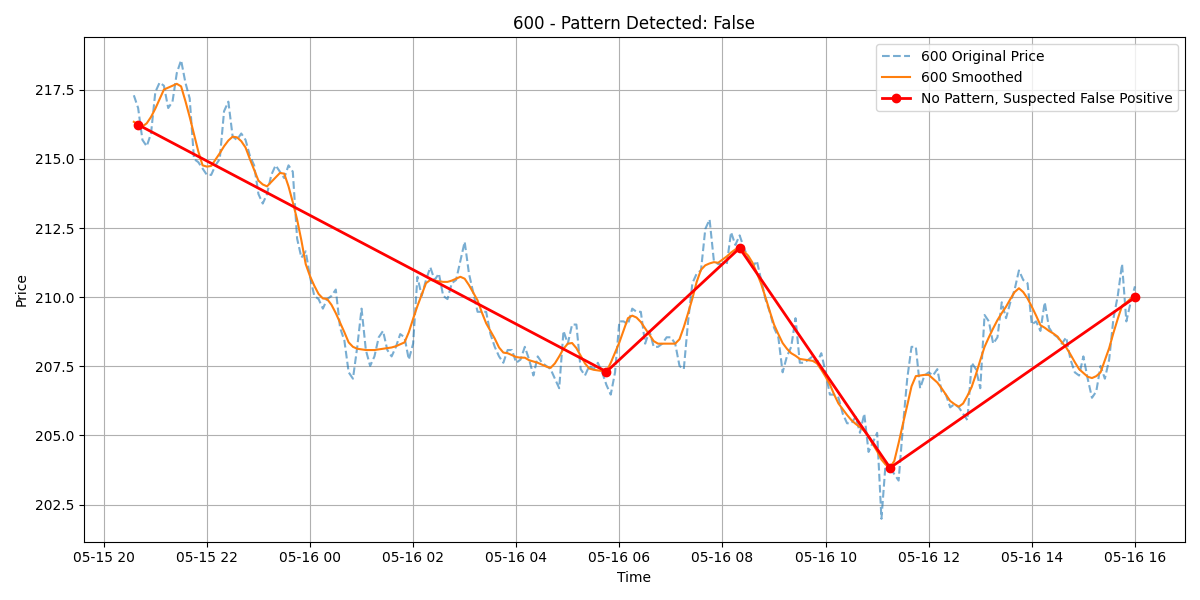 600 - Pattern Detected: False
600 Original Price
600 Smoothed
No Pattern, Suspected False Positive
Price
217.5
215.0
212.5
210.0
207.5
205.0
202.5
05-15 20 05-15 22 05-16 00 05-16 02 05-16 04 05-16 06 05-16 08 05-16 10 05-16 12 05-16 14 05-16 16
Time